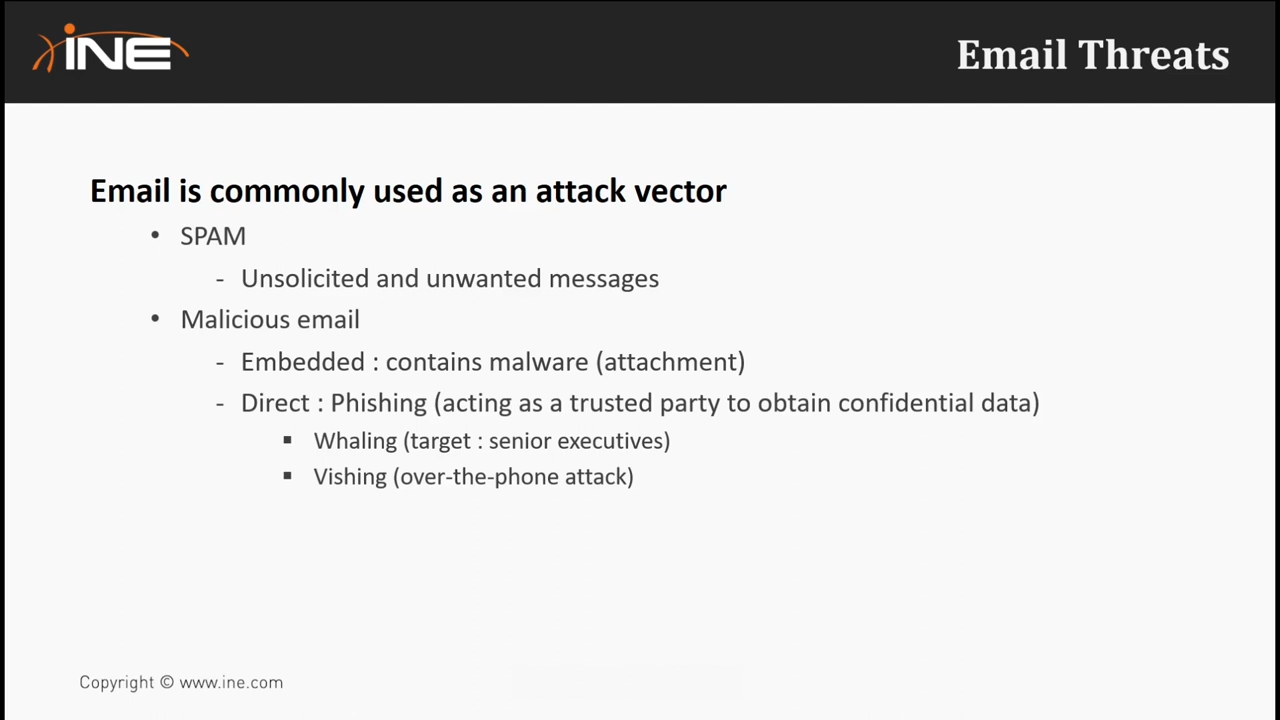 iNE
Email Threats
Email is commonly used as an attack vector
• SPAM
- Unsolicited and unwanted messages
• Malicious email
- Embedded : contains malware (attachment)
- Direct : Phishing (acting as a trusted party to obtain confidential data)
▪ Whaling (target : senior executives)
▪ Vishing (over-the-phone attack)
Copyright © www.ine.com